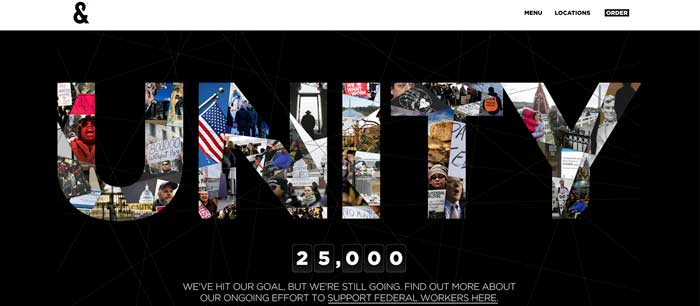 &
MENU LOCATIONS ORDER
UNITY
25,000
WE'VE HIT OUR GOAL, BUT WE'RE STILL GOING. FIND OUT MORE ABOUT
OUR ONGOING EFFORT TO SUPPORT FEDERAL WORKERS HERE.